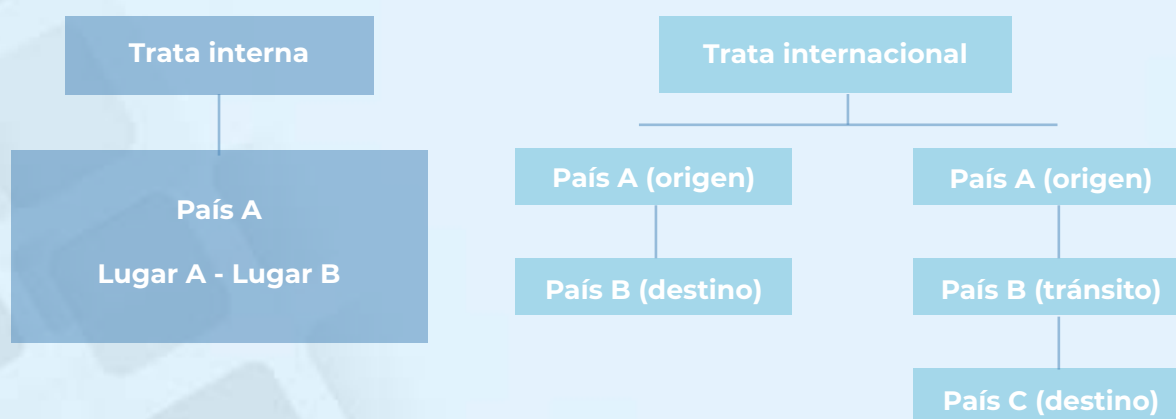 Trata interna
País A
Lugar A - Lugar B
Trata internacional
País A (origen)
País B (destino)
País A (origen)
País B (tránsito)
País C (destino)